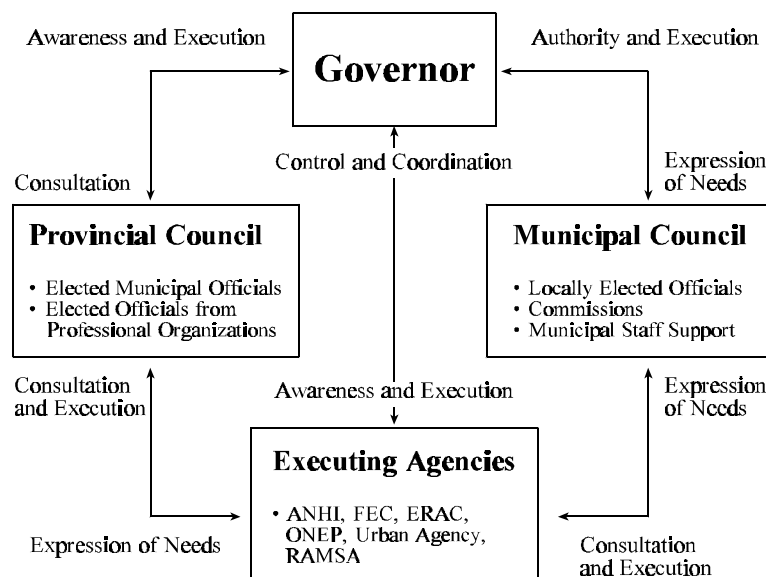 Awareness and Execution
Authority and Execution
Governor
Control and Coordination
Consultation
Expression
of Needs
Provincial Council
• Elected Municipal Officials
• Elected Officials from
Professional Organizations
Municipal Council
• Locally Elected Officials
• Commissions
• Municipal Staff Support
Consultation
and Execution
Awareness and Execution
Expression
of Needs
Executing Agencies
• ANHI, FEC, ERAC,
ONEP, Urban Agency,
RAMSA
Expression of Needs
Consultation
and Execution